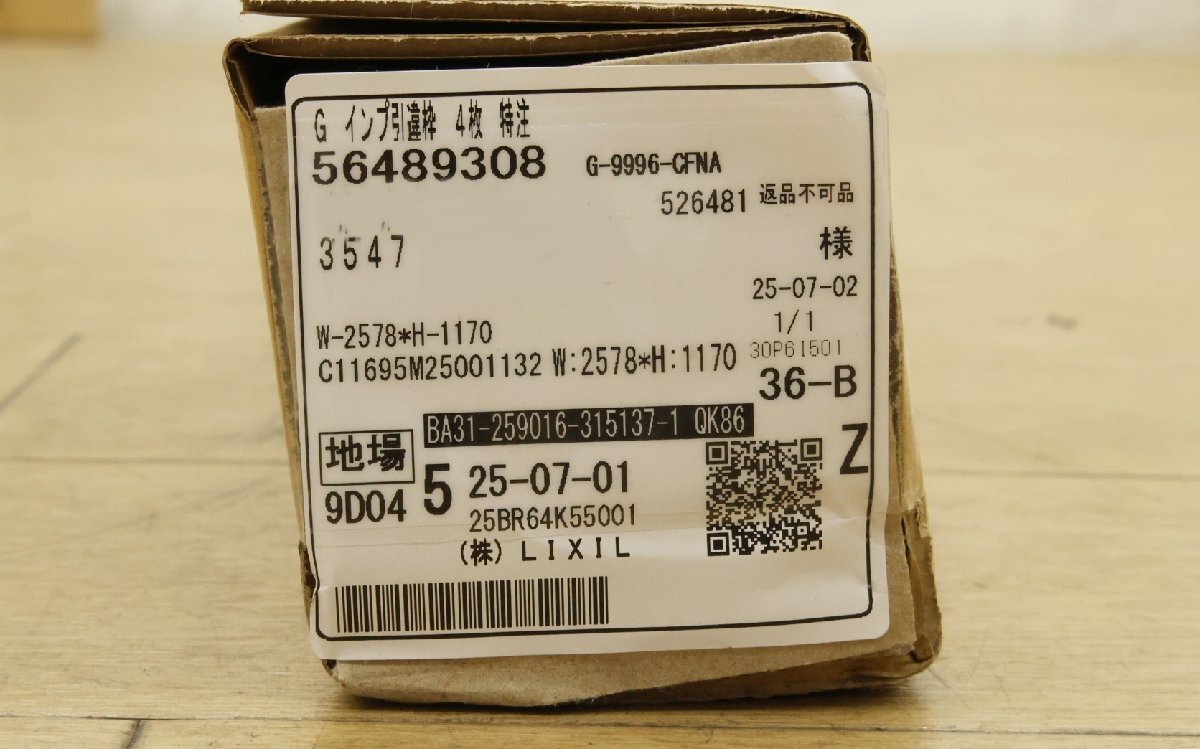 G インプ引違枠 4枚 特注
56489308 G-9996-CFNA
526481 返品不可品
3547 様
25-07-02
W-2578*H-1170 1/1
C11695M25001132 W:2578*H:1170 30P6I501
36-B
BA31-259016-315137-1 QK86
地場 5 25-07-01 Z
9D04 25BR64K55001
(株)LIXIL